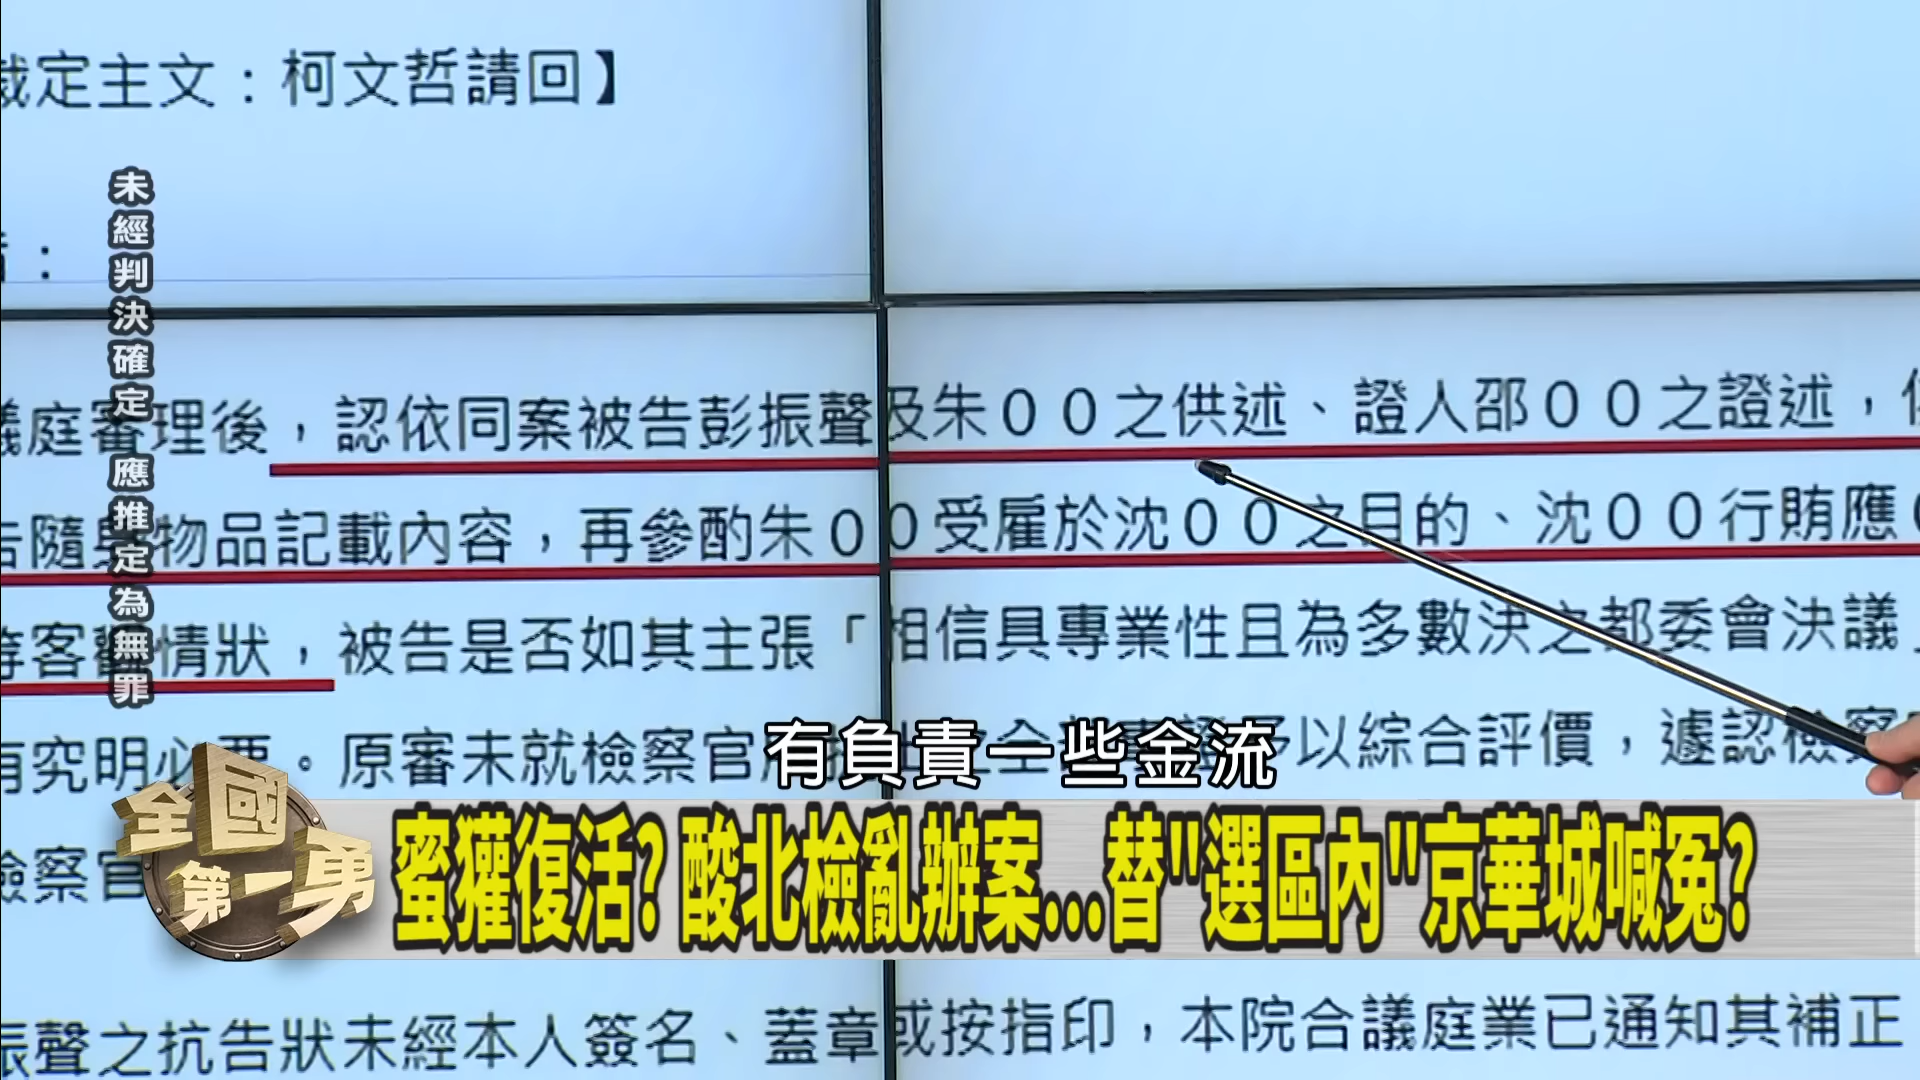 裁定主文：柯文哲請回】
：
議庭審理後，認依同案被告彭振聲及朱００之供述、證人邵００之證述，
告隨身物品記載內容，再參酌朱００受雇於沈００之目的、沈００行賄應
等客觀情狀，被告是否如其主張「相信具專業性且為多數決之都委會決議」
有究明必要。原審未就檢察官 予以綜合評價，遽認檢察
檢察官
振聲之抗告狀未經本人簽名、蓋章或按指印，本院合議庭業已通知其補正
未經判決確定 應推定為無罪
有負責一些金流
全國第一勇
蜜獾復活?酸北檢亂辦案...替"選區內"京華城喊冤?